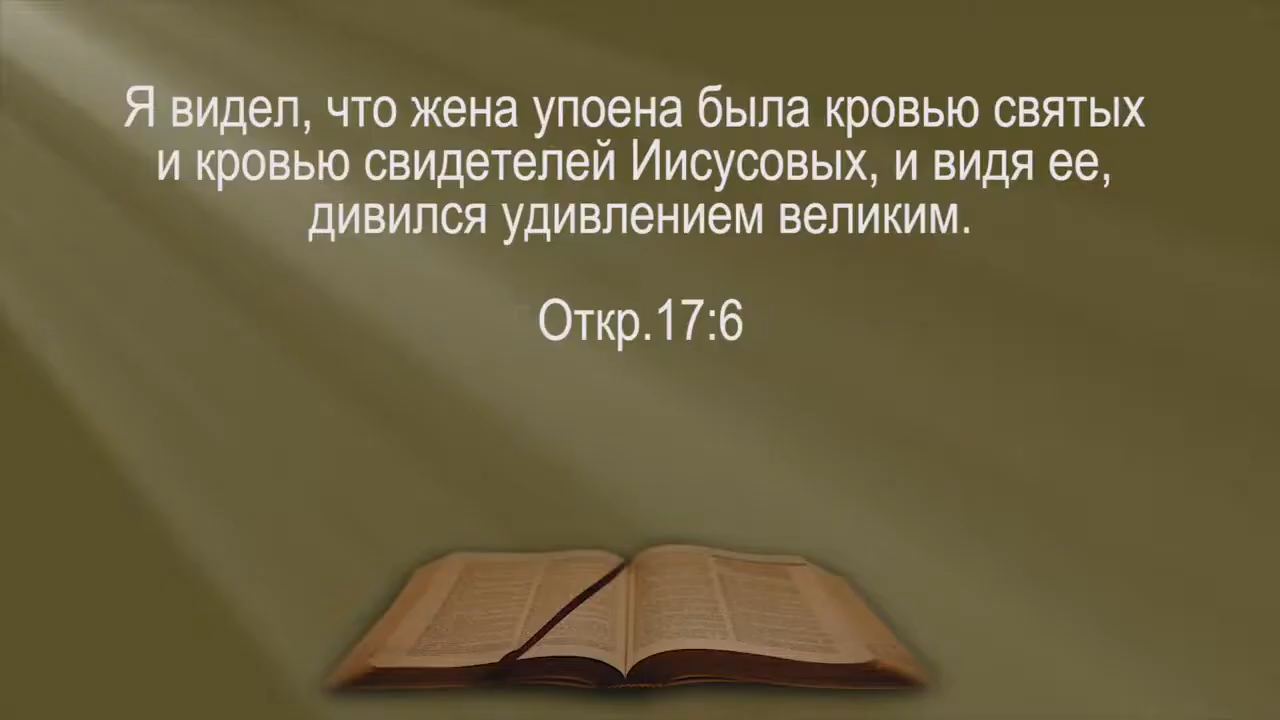 Я видел, что жена упоена была кровью святых
и кровью свидетелей Иисусовых, и видя ее,
дивился удивлением великим.
Откр.17:6